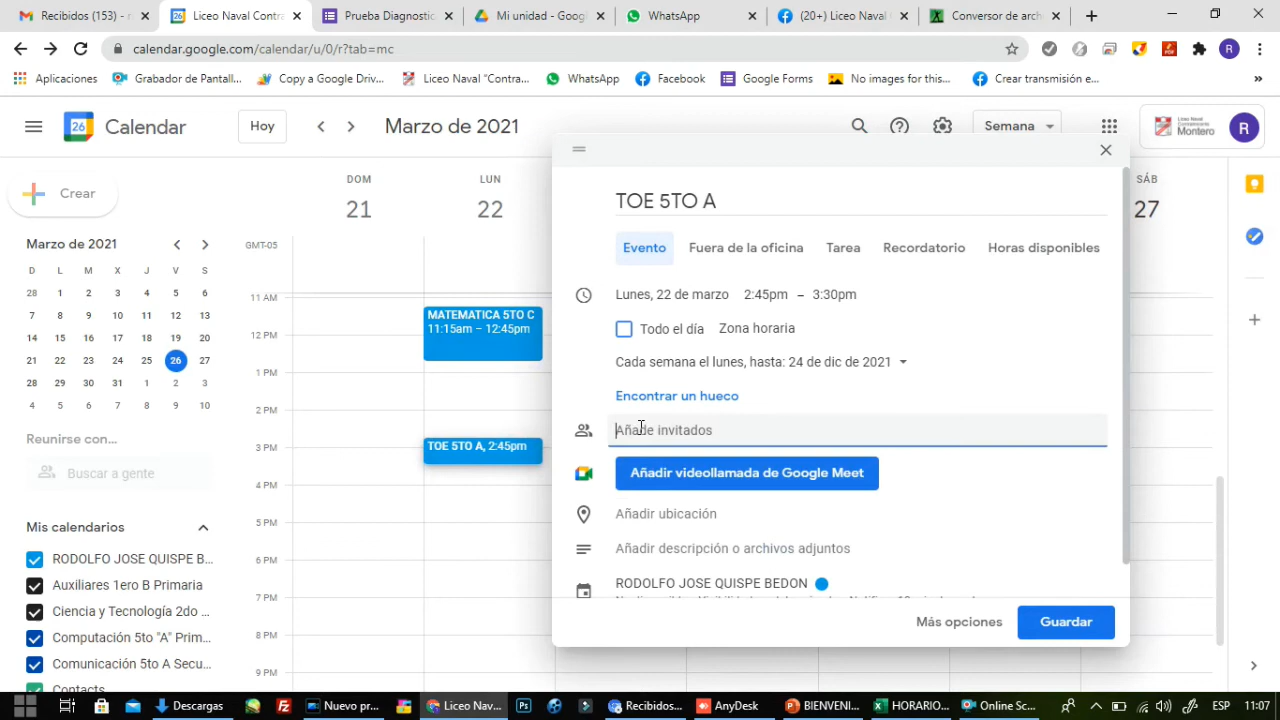 Recibidos (153) - r
Liceo Naval Contra
Prueba Diagnostic
Mi unidad - Goog
WhatsApp
(20+) Liceo Naval
Conversor de arch
calendar.google.com/calendar/u/0/r?tab=mc
R
Aplicaciones
Grabador de Pantall...
Copy a Google Driv...
Liceo Naval "Contra...
WhatsApp
Facebook
Google Forms
No images for this...
Crear transmisión e...
»
26
Calendar
Hoy
Marzo de 2021
Semana
Liceo Naval
Montero
R
Crear
DOM
21
LUN
22
SÁB
27
Marzo de 2021
D L M X J V S
28 1 2 3 4 5 6
7 8 9 10 11 12 13
14 15 16 17 18 19 20
21 22 23 24 25 26 27
28 29 30 31 1 2 3
4 5 6 7 8 9 10
GMT-05
11 AM
12 PM
1 PM
2 PM
3 PM
4 PM
5 PM
6 PM
7 PM
8 PM
9 PM
MATEMATICA 5TO C
11:15am – 12:45pm
TOE 5TO A, 2:45pm
Reunirse con...
Buscar a gente
Mis calendarios
RODOLFO JOSE QUISPE B...
Auxiliares 1ero B Primaria
Ciencia y Tecnología 2do ...
Computación 5to "A" Prim...
Comunicación 5to A Secu...
Contacts
TOE 5TO A
Evento
Fuera de la oficina
Tarea
Recordatorio
Horas disponibles
Lunes, 22 de marzo 2:45pm – 3:30pm
Todo el día Zona horaria
Cada semana el lunes, hasta: 24 de dic de 2021
Encontrar un hueco
Añade invitados
Añadir videollamada de Google Meet
Añadir ubicación
Añadir descripción o archivos adjuntos
RODOLFO JOSE QUISPE BEDON
Más opciones
Guardar
Descargas
Nuevo pr...
Liceo Nav...
Recibidos...
AnyDesk
BIENVENI...
HORARIO...
Online Sc...
ESP
11:07